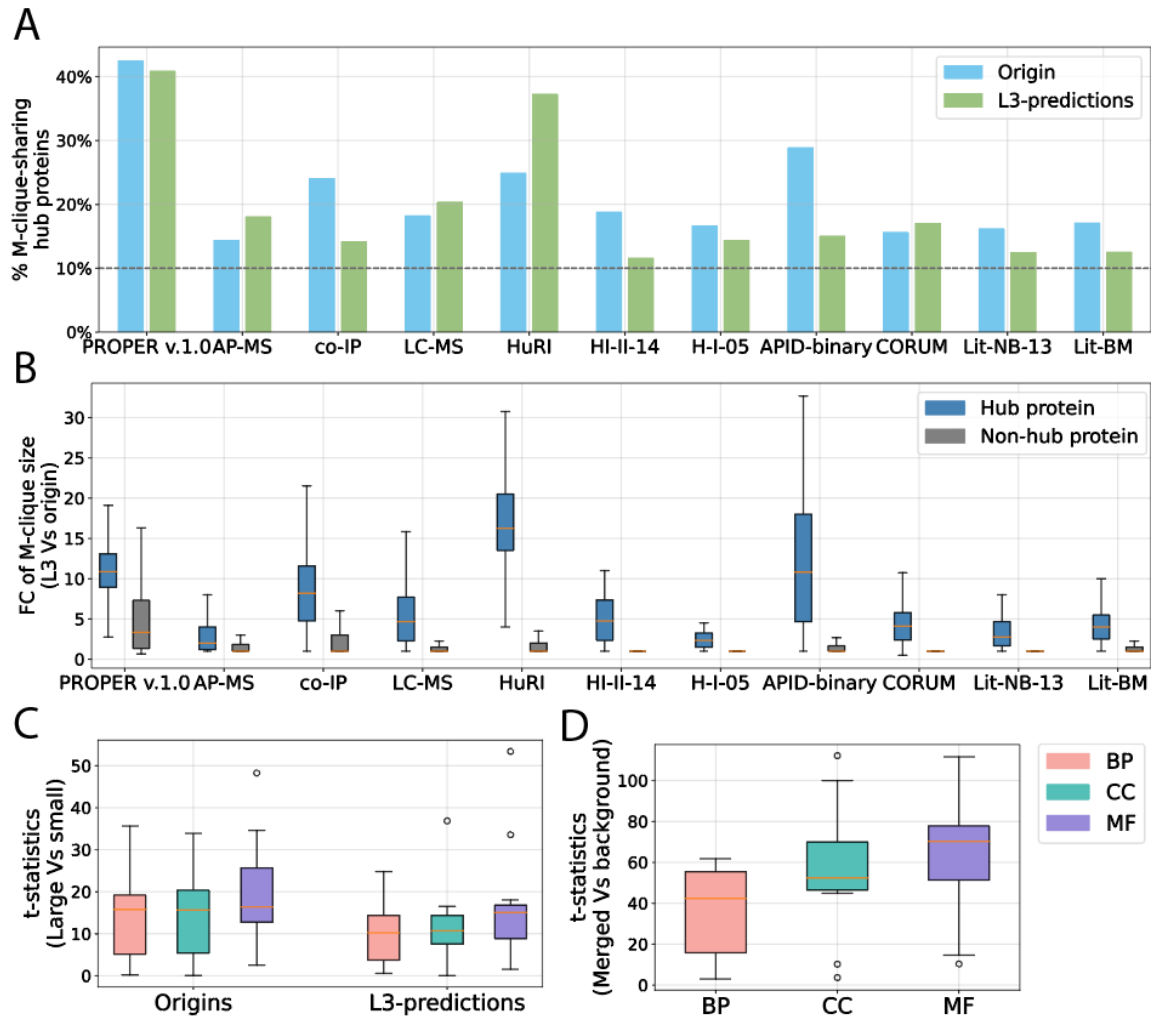 A
% M-clique-sharing
hub proteins
40%
30%
20%
10%
0%
Origin
L3-predictions
PROPER v.1.0 AP-MS co-IP LC-MS HuRI HI-II-14 H-I-05 APID-binary CORUM Lit-NB-13 Lit-BM
B
FC of M-clique size
(L3 Vs origin)
30
25
20
15
10
5
0
Hub protein
Non-hub protein
PROPER v.1.0 AP-MS co-IP LC-MS HuRI HI-II-14 H-I-05 APID-binary CORUM Lit-NB-13 Lit-BM
C
t-statistics
(Large Vs small)
50
40
30
20
10
0
Origins L3-predictions
D
t-statistics
(Merged Vs background)
100
80
60
40
20
0
BP CC MF
BP
CC
MF